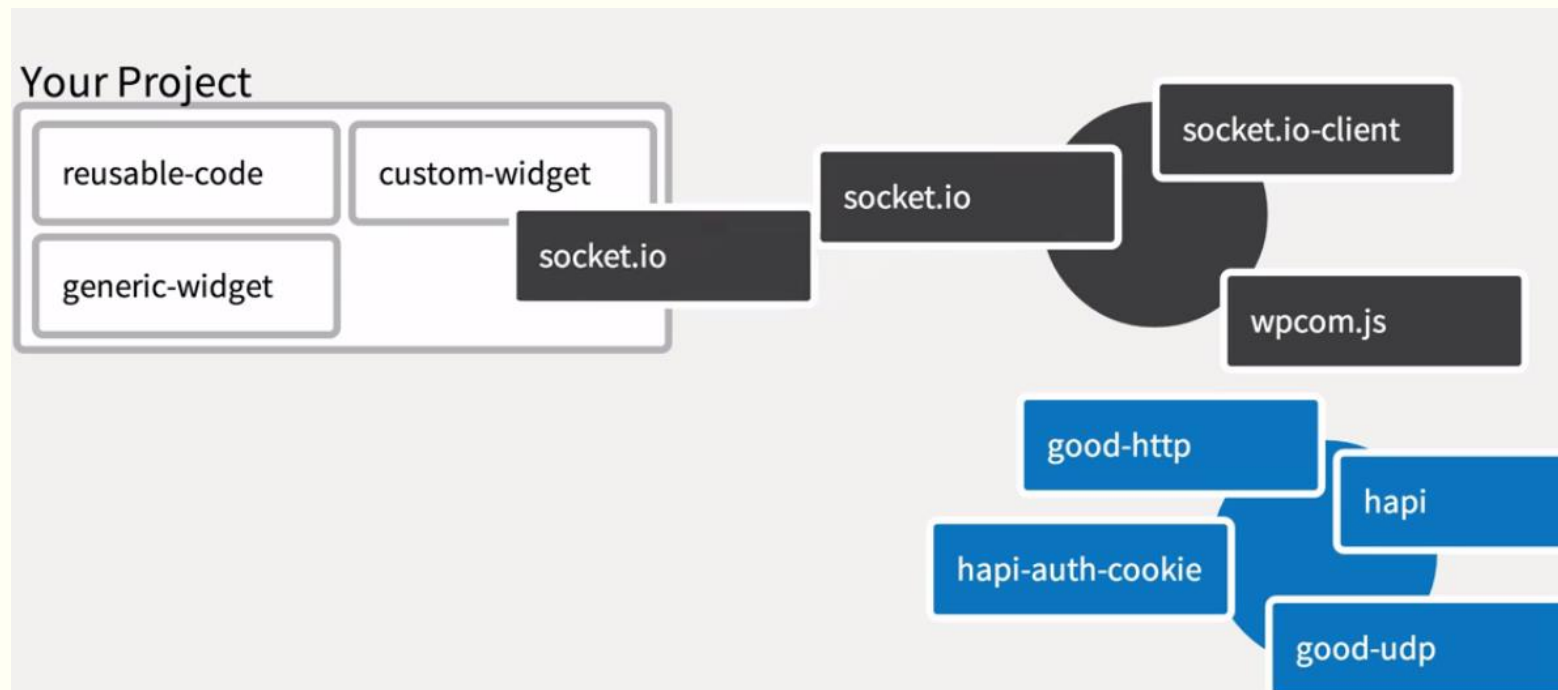 Your Project
reusable-code
custom-widget
generic-widget
socket.io
socket.io
socket.io-client
wpcom.js
good-http
hapi
hapi-auth-cookie
good-udp